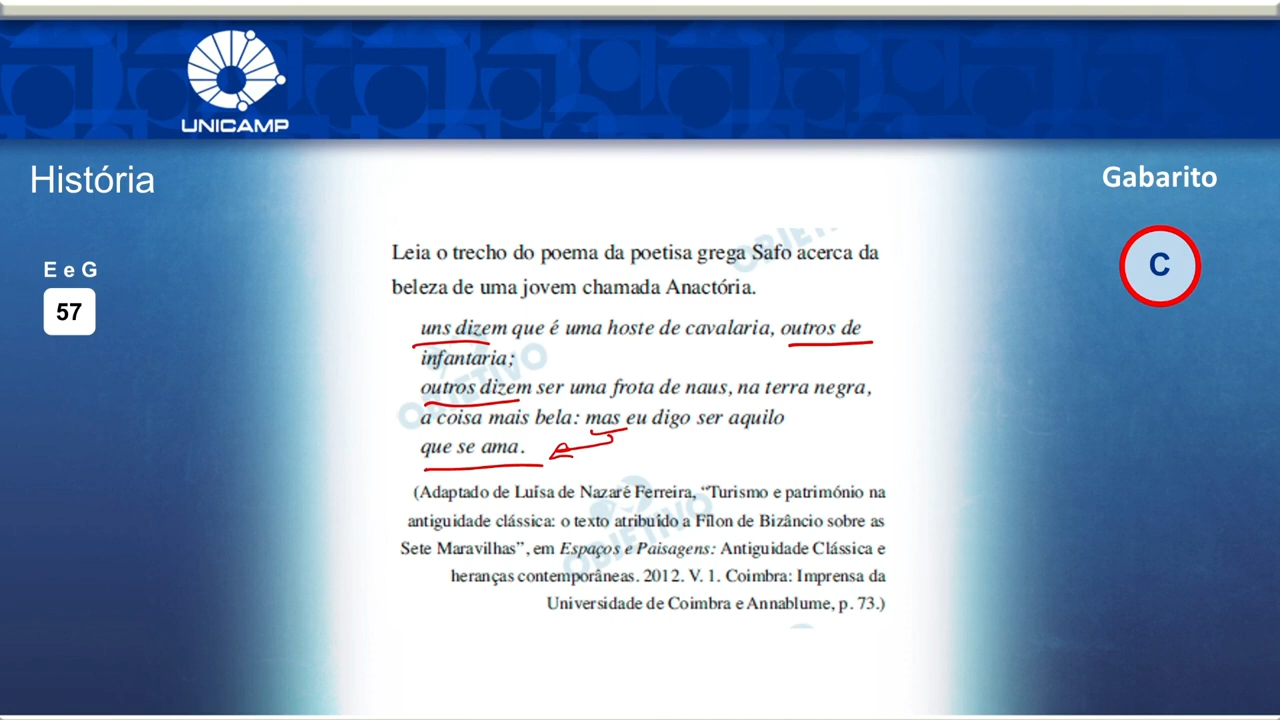 UNICAMP
História
Gabarito
E e G
57
C
Leia o trecho do poema da poetisa grega Safo acerca da
beleza de uma jovem chamada Anactória.
uns dizem que é uma hoste de cavalaria, outros de
infantaria;
outros dizem ser uma frota de naus, na terra negra,
a coisa mais bela: mas eu digo ser aquilo
que se ama.
(Adaptado de Luísa de Nazaré Ferreira, “Turismo e património na
antiguidade clássica: o texto atribuído a Fílon de Bizâncio sobre as
Sete Maravilhas”, em Espaços e Paisagens: Antiguidade Clássica e
heranças contemporâneas. 2012. V. 1. Coimbra: Imprensa da
Universidade de Coimbra e Annablume, p. 73.)
OBJETIVO
OBJETIVO